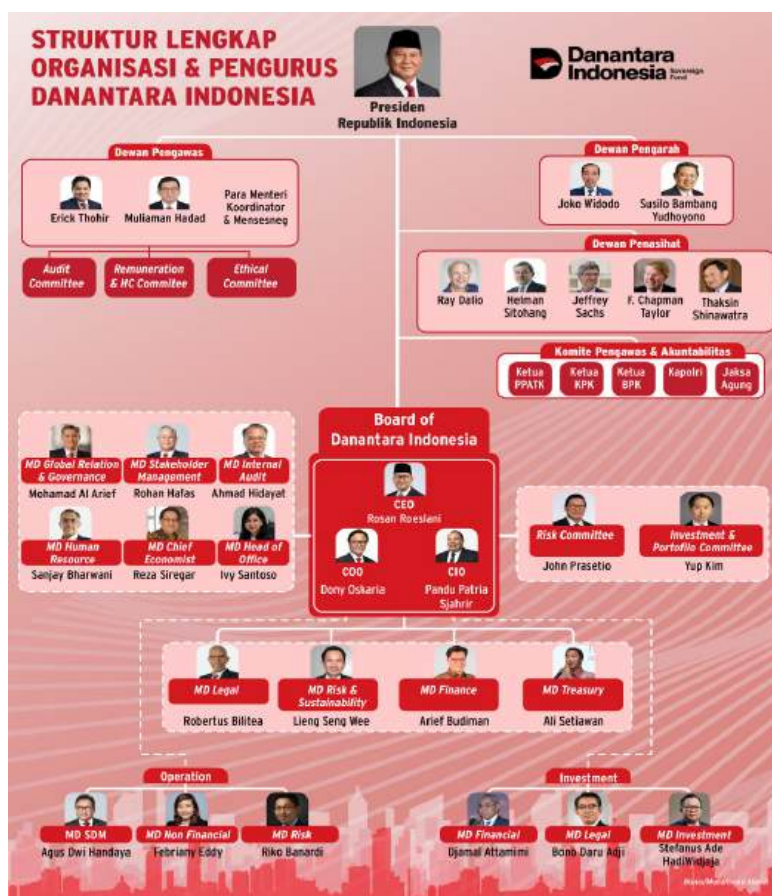 STRUKTUR LENGKAP
ORGANISASI & PENGURUS
DANANTARA INDONESIA
Danantara
Indonesia
Sovereign
Fund
Presiden
Republik Indonesia
Dewan Pengawas
Erick Thohir
Muliaman Hadad
Para Menteri
Koordinator
& Mensesneg
Audit
Committee
Remuneration
& HC Commitee
Ethical
Committee
Dewan Pengarah
Joko Widodo
Susilo Bambang
Yudhoyono
Dewan Penasihat
Ray Dalio
Helman
Sitohang
Jeffrey
Sachs
F. Chapman
Taylor
Thaksin
Shinawatra
Komite Pengawas & Akuntabilitas
Ketua
PPATK
Ketua
KPK
Ketua
BPK
Kapolri
Jaksa
Agung
Board of
Danantara Indonesia
CEO
Rosan Roeslani
COO
Dony Oskaria
CIO
Pandu Patria
Sjahrir
MD Global Relation
& Governance
Mohamad Al Arief
MD Stakeholder
Management
Rohan Hafas
MD Internal
Audit
Ahmad Hidayat
MD Human
Resource
Sanjay Bharwani
MD Chief
Economist
Reza Siregar
MD Head of
Office
Ivy Santoso
Risk Committee
John Prasetio
Investment &
Portofilo Committee
Yup Kim
MD Legal
Robertus Bilitea
MD Risk &
Sustainability
Lieng Seng Wee
MD Finance
Arief Budiman
MD Treasury
Ali Setiawan
Operation
MD SDM
Agus Dwi Handaya
MD Non Financial
Febriany Eddy
MD Risk
Riko Banardi
Investment
MD Financial
Djamal Attamimi
MD Legal
Bono Daru Adji
MD Investment
Stefanus Ade
HadiWidjaja